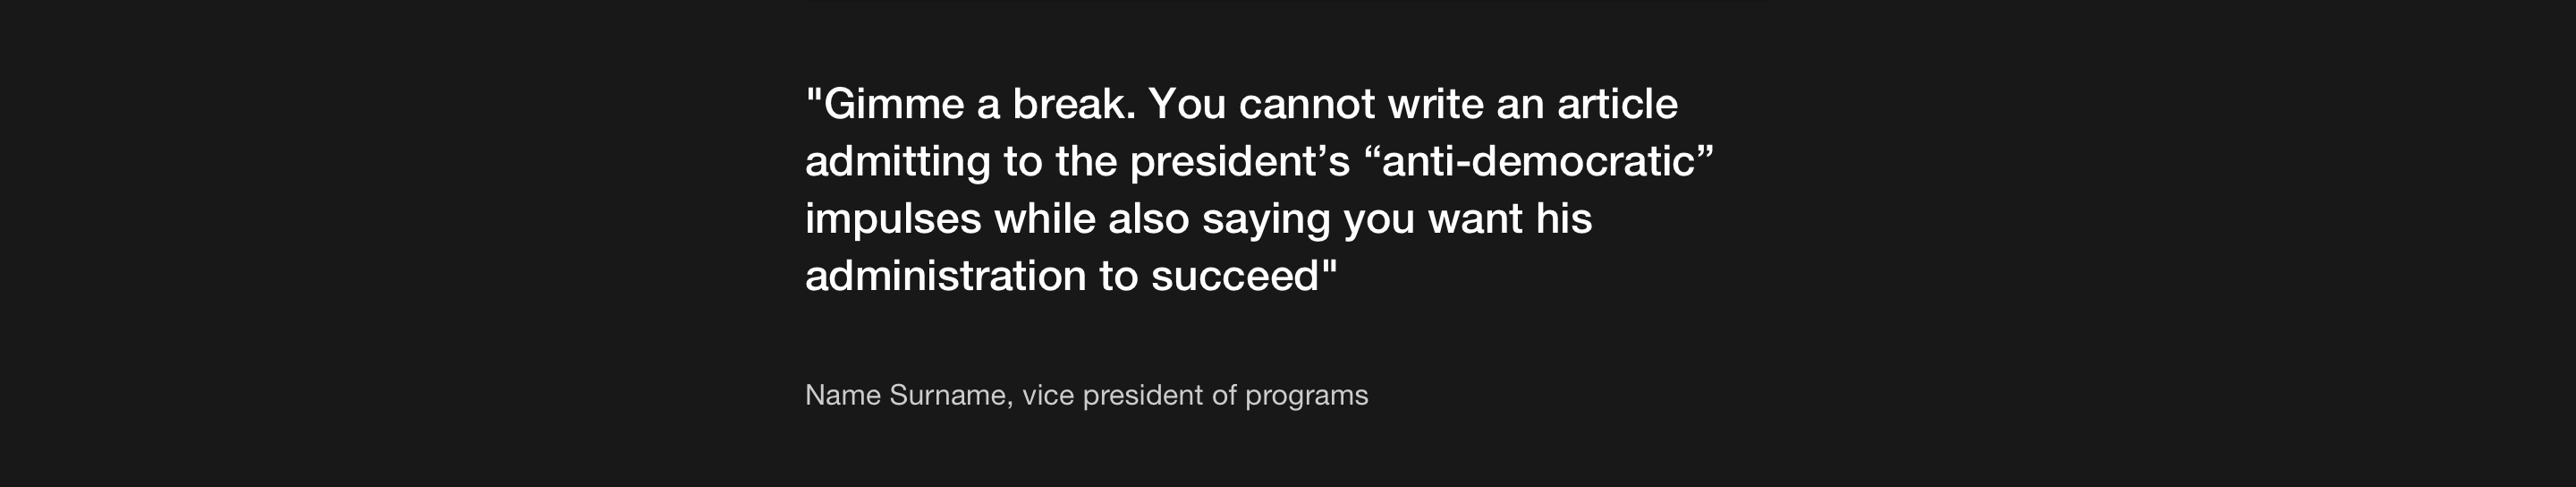 "Gimme a break. You cannot write an article
admitting to the president’s “anti-democratic”
impulses while also saying you want his
administration to succeed"
Name Surname, vice president of programs